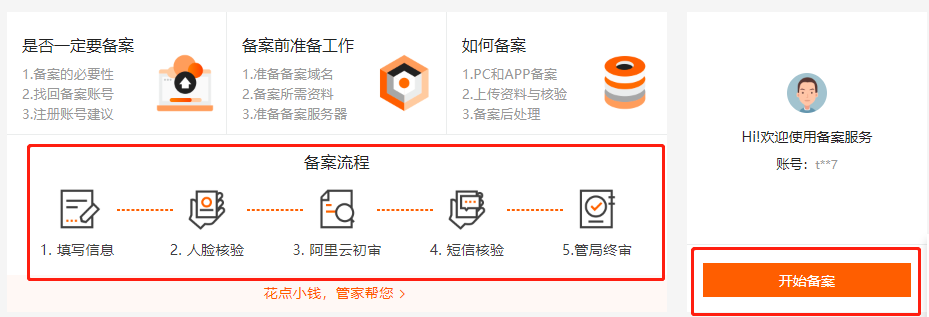 是否一定要备案
1.备案的必要性
2.找回备案账号
3.注册账号建议
备案前准备工作
1.准备备案域名
2.备案所需资料
3.准备备案服务器
如何备案
1.PC和APP备案
2.上传资料与核验
3.备案后处理
备案流程
1. 填写信息
2. 人脸核验
3. 阿里云初审
4. 短信核验
5.管局终审
花点小钱，管家帮您 >
Hi!欢迎使用备案服务
账号：t**7
开始备案